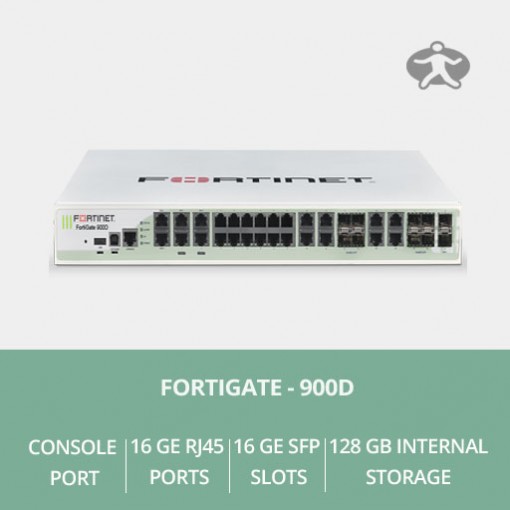 FORTINET
FORTINET
FortiGate 900D
FORTIGATE - 900D
CONSOLE PORT
16 GE RJ45 PORTS
16 GE SFP SLOTS
128 GB INTERNAL STORAGE